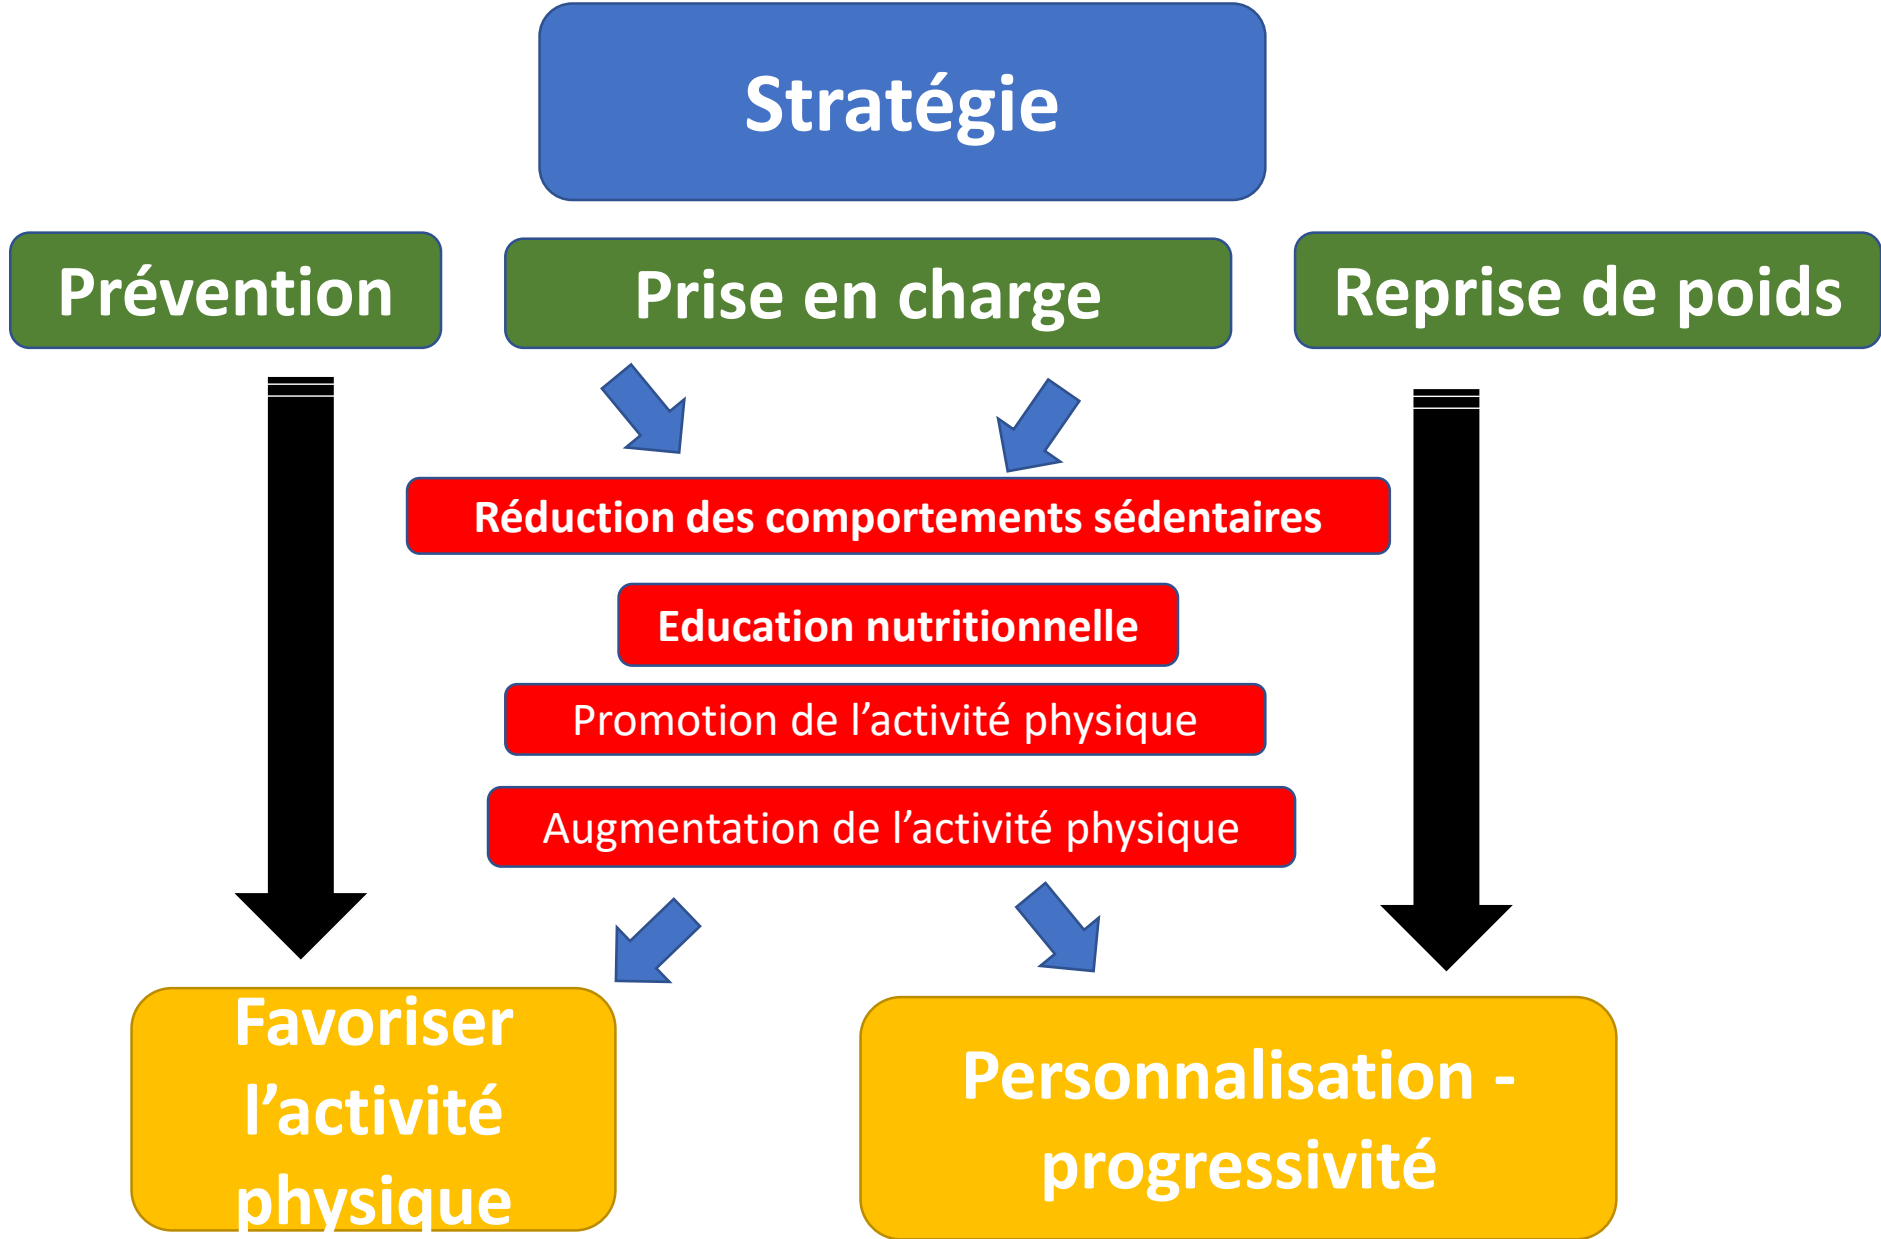 Stratégie
Prévention
Prise en charge
Reprise de poids
Réduction des comportements sédentaires
Education nutritionnelle
Promotion de l’activité physique
Augmentation de l’activité physique
Favoriser
l’activité
physique
Personnalisation -
progressivité